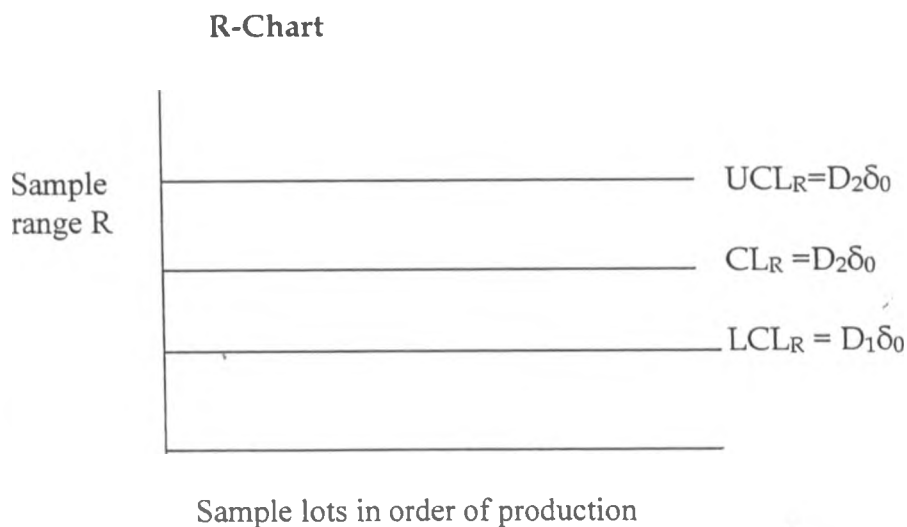 R-Chart
Sample
range R
UCLR=D2δ0
CLR =D2δ0
LCLR = D1δ0
Sample lots in order of production